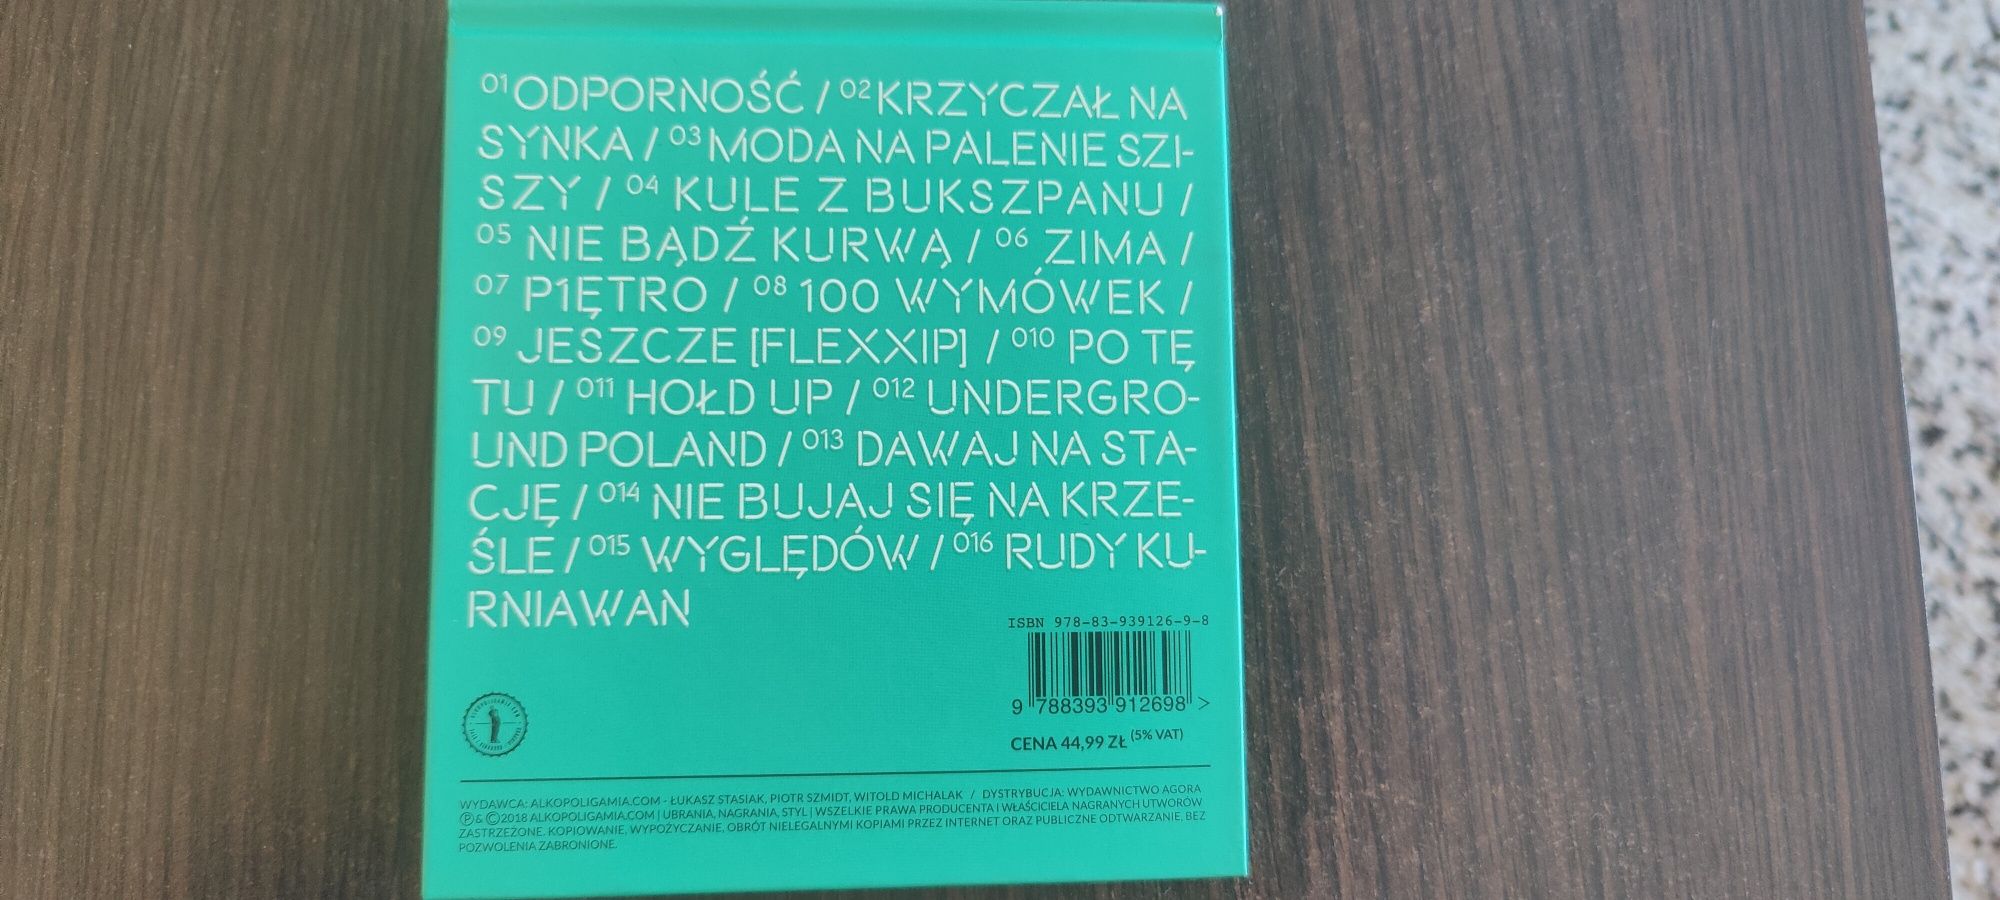 01 ODPORNOŚĆ / 02 KRZYCZAŁ NA
SYNKA / 03 MODA NA PALENIE SZI-
SZY / 04 KULE Z BUKSZPANU /
05 NIE BĄDŹ KURWĄ / 06 ZIMA /
07 P1ĘTRO / 08 100 WYMÓWEK /
09 JESZCZE [FLEXXIP] / 010 PO TĘ
TU / 011 HOŁD UP / 012 UNDERGRO-
UND POLAND / 013 DAWAJ NA STA-
CJĘ / 014 NIE BUJAJ SIĘ NA KRZE-
ŚLE / 015 WYGLĘDÓW / 016 RUDY KU-
RNIAWAN
ISBN 978-83-939126-9-8
9 788393 912698 >
CENA 44,99 ZŁ (5% VAT)
WYDAWCA: ALKOPOLIGAMIA.COM - ŁUKASZ STASIAK, PIOTR SZMIDT, WITOLD MICHALAK / DYSTRYBUCJA: WYDAWNICTWO AGORA
Ⓟ & ©2018 ALKOPOLIGAMIA.COM | UBRANIA, NAGRANIA, STYL | WSZELKIE PRAWA PRODUCENTA I WŁAŚCICIELA NAGRANYCH UTWORÓW
ZASTRZEŻONE. KOPIOWANIE, WYPOŻYCZANIE, OBRÓT NIELEGALNYMI KOPIAMI PRZEZ INTERNET ORAZ PUBLICZNE ODTWARZANIE, BEZ
POZWOLENIA ZABRONIONE.